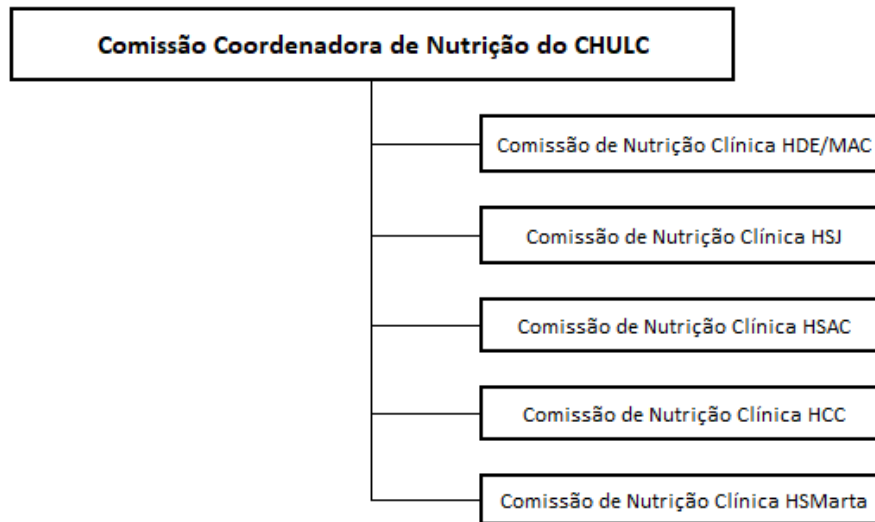 Comissão Coordenadora de Nutrição do CHULC
Comissão de Nutrição Clínica HDE/MAC
Comissão de Nutrição Clínica HSJ
Comissão de Nutrição Clínica HSAC
Comissão de Nutrição Clínica HCC
Comissão de Nutrição Clínica HSMarta